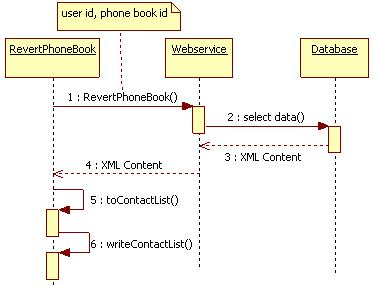 user id, phone book id
RevertPhoneBook
Webservice
Database
1 : RevertPhoneBook()
2 : select data()
3 : XML Content
4 : XML Content
5 : toContactList()
6 : writeContactList()